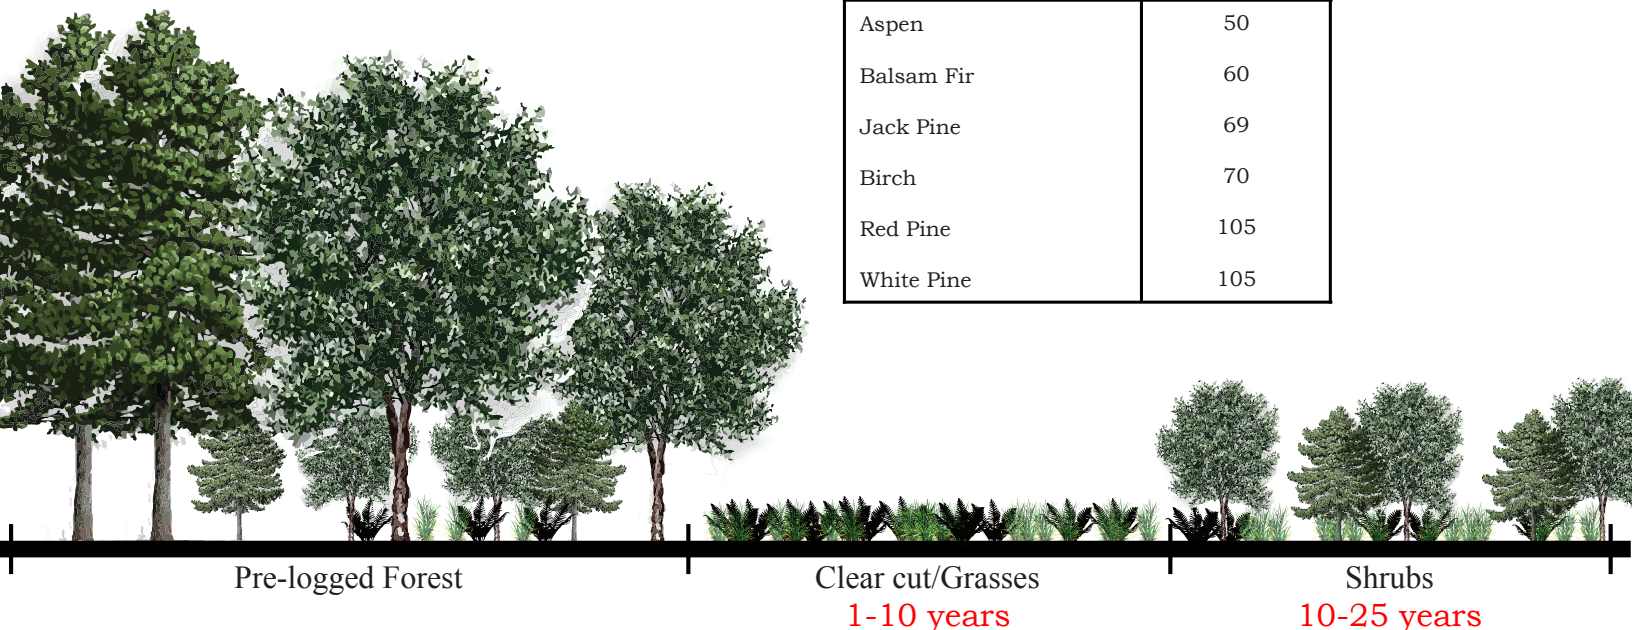 Aspen 50
Balsam Fir 60
Jack Pine 69
Birch 70
Red Pine 105
White Pine 105
Pre-logged Forest
Clear cut/Grasses
1-10 years
Shrubs
10-25 years